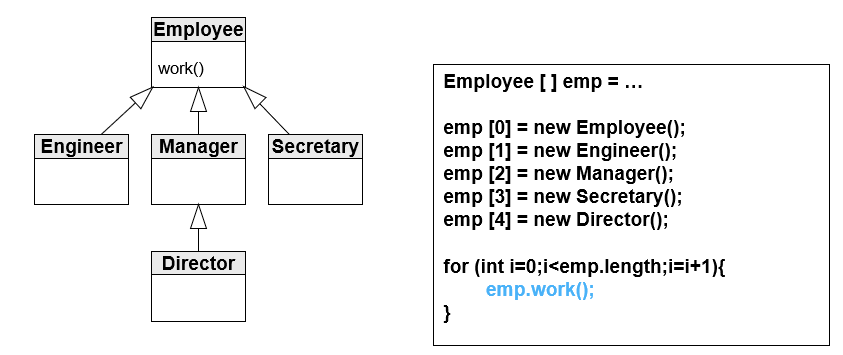 Employee
work()
Engineer
Manager
Secretary
Director
Employee [ ] emp = …
emp [0] = new Employee();
emp [1] = new Engineer();
emp [2] = new Manager();
emp [3] = new Secretary();
emp [4] = new Director();
for (int i=0;i<emp.length;i=i+1){
emp.work();
}